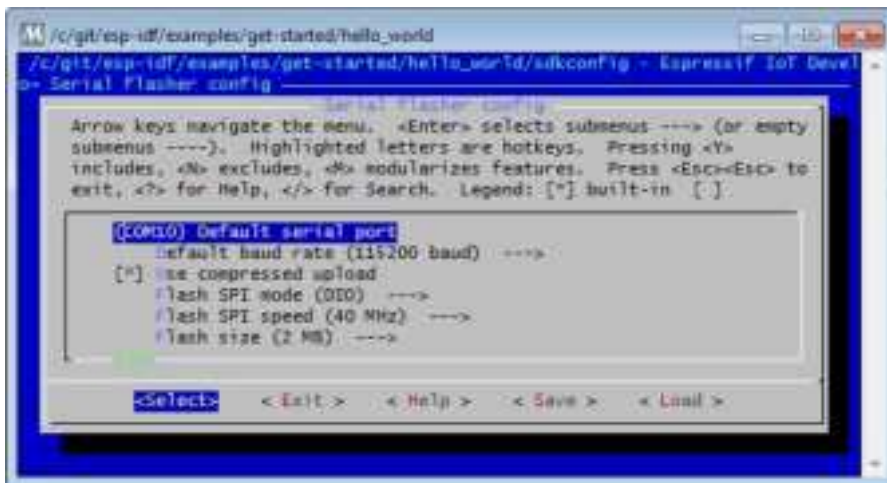 /c/git/esp-idf/examples/get-started/hello_world
/c/git/esp-idf/examples/get-started/hello_world/sdkconfig - Espressif IoT Devel
o- Serial flasher config
Serial flasher config
Arrow keys navigate the menu. <Enter> selects submenus ---> (or empty
submenus ----). Highlighted letters are hotkeys. Pressing <Y>
includes, <N> excludes, <M> modularizes features. Press <Esc><Esc> to
exit, <?> for Help, </> for Search. Legend: [*] built-in [ ]
(COM10) Default serial port
Default baud rate (115200 baud) --->
[*] Use compressed upload
Flash SPI mode (DIO) --->
Flash SPI speed (40 MHz) --->
Flash size (2 MB) --->
<Select> < Exit > < Help > < Save > < Load >